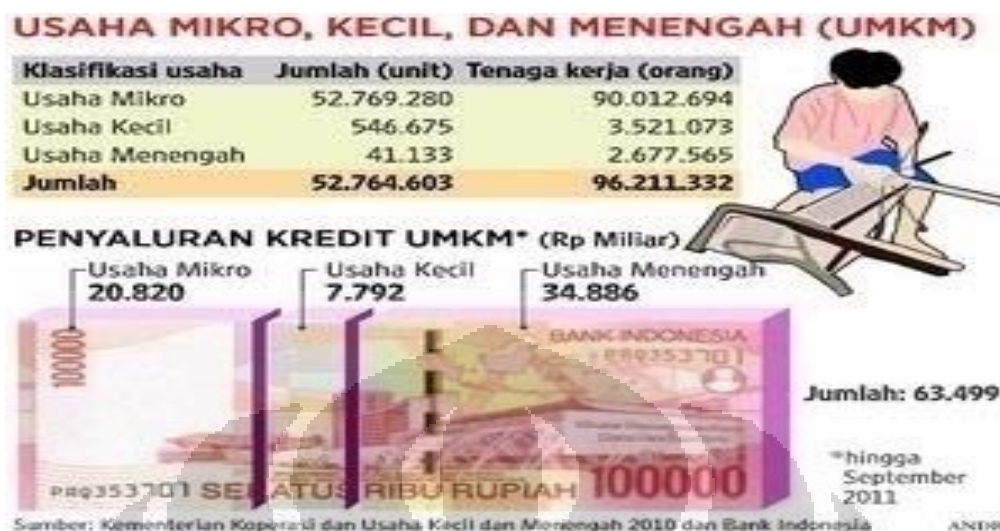 USAHA MIKRO, KECIL, DAN MENENGAH (UMKM)
Klasifikasi usaha Jumlah (unit) Tenaga kerja (orang)
Usaha Mikro 52.769.280 90.012.694
Usaha Kecil 546.675 3.521.073
Usaha Menengah 41.133 2.677.565
Jumlah 52.764.603 96.211.332
PENYALURAN KREDIT UMKM* (Rp Miliar)
Usaha Mikro Usaha Kecil Usaha Menengah
20.820 7.792 34.886
100000
BANK INDONESIA
Jumlah: 63.499
*hingga
September
2011
SERATUS RIBU RUPIAH 100000
Sumber: Kementerian Koperasi dan Usaha Kecil dan Menengah 2010 dan Bank Indonesia